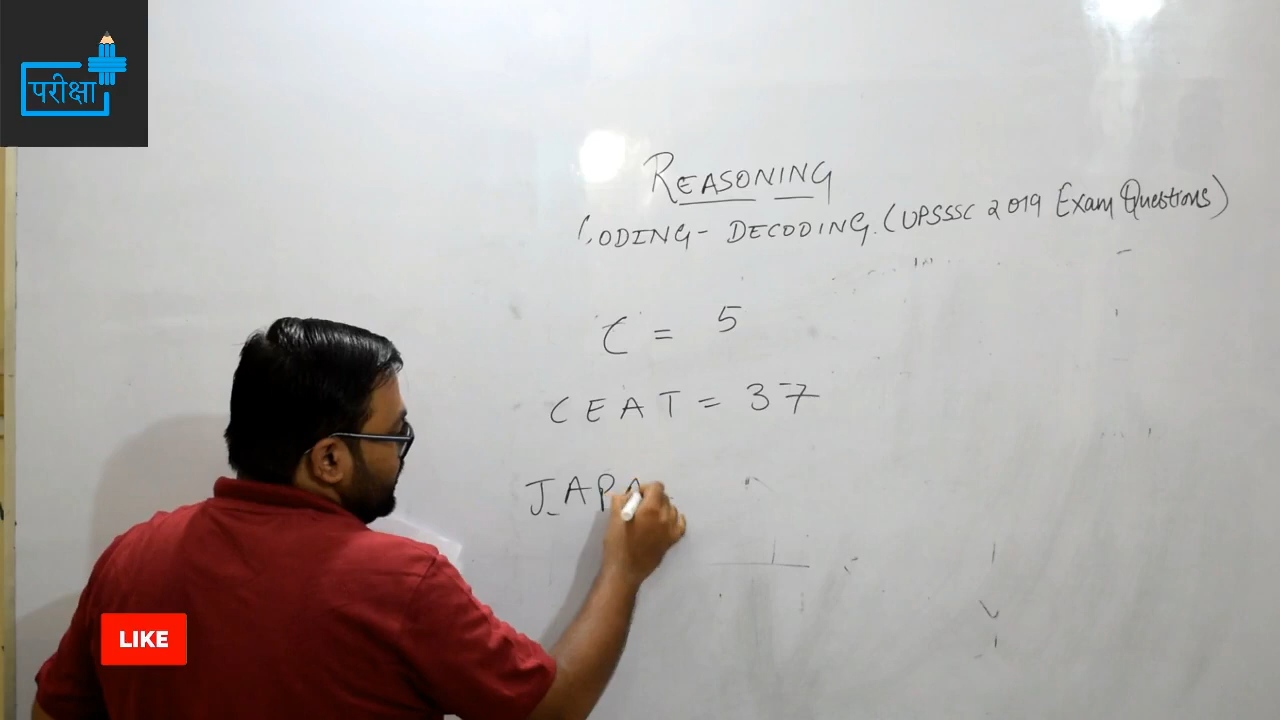 परीक्षा
REASONING
CODING- DECODING. (UPSSSC 2019 Exam Questions)
C = 5
CEAT = 37
JAPA
LIKE